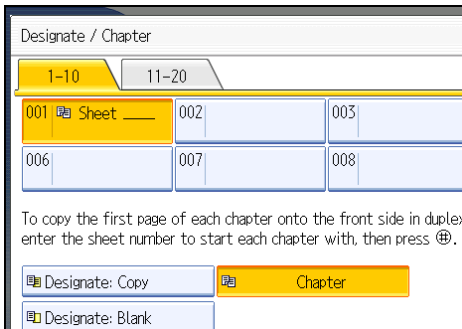 Designate / Chapter
1-10 11-20
001 Sheet ____ 002 003
006 007 008
To copy the first page of each chapter onto the front side in duplex
enter the sheet number to start each chapter with, then press ⊕.
Designate: Copy Chapter
Designate: Blank